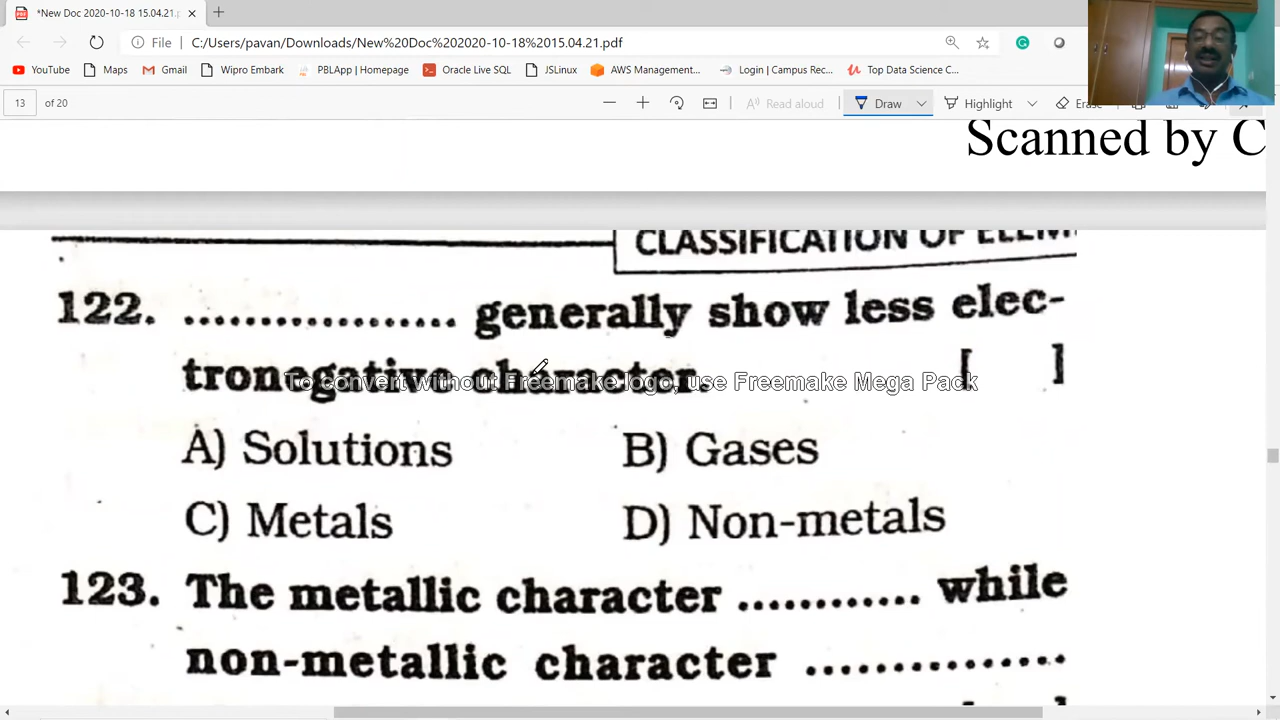 *New Doc 2020-10-18 15.04.21.p
File C:/Users/pavan/Downloads/New%20Doc%202020-10-18%2015.04.21.pdf
YouTube Maps Gmail Wipro Embark PBLApp | Homepage Oracle Live SQL JSLinux AWS Management... Login | Campus Rec... Top Data Science C...
13 of 20 Read aloud Draw Highlight Erase
Scanned by C
CLASSIFICATION OF ELEM
122. .................. generally show less elec-
tronegative character. [ ]
To convert without Freemake logo, use Freemake Mega Pack
A) Solutions B) Gases
C) Metals D) Non-metals
123. The metallic character ............ while
non-metallic character ................